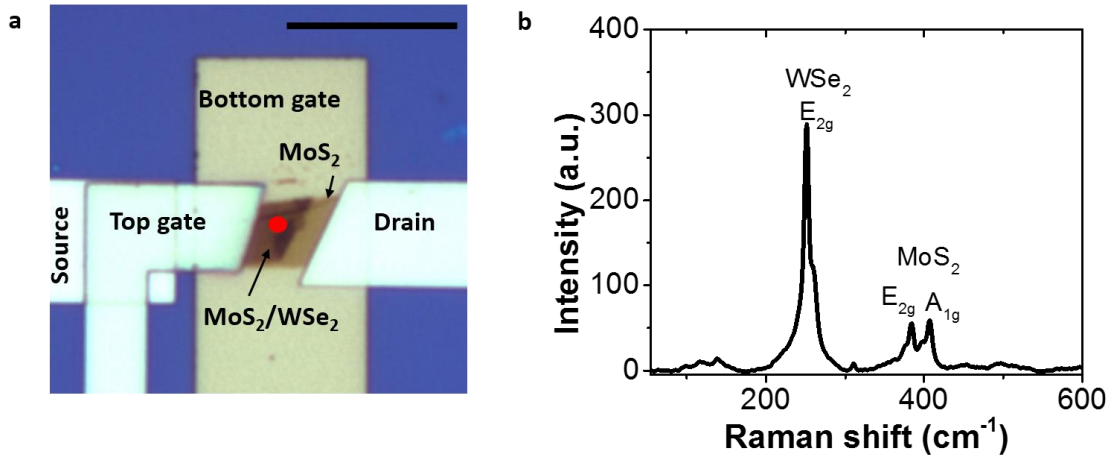 a
Bottom gate
MoS₂
Top gate
Drain
Source
MoS₂/WSe₂
b
400
300
200
100
0
Intensity (a.u.)
WSe₂
E₂g
MoS₂
E₂g A₁g
200 400 600
Raman shift (cm⁻¹)